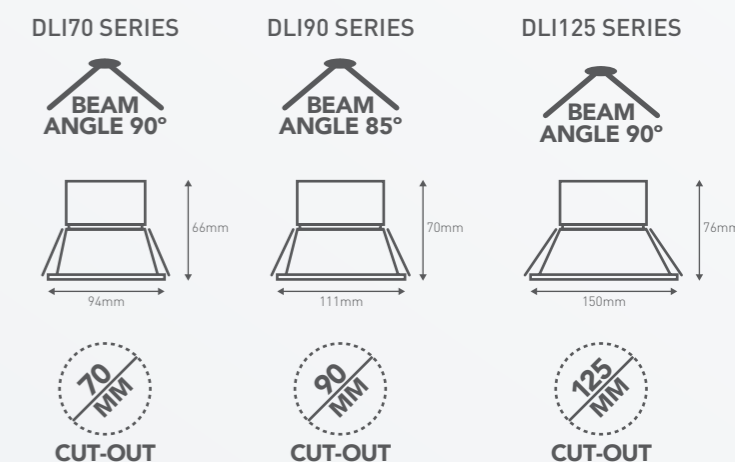 DLI70 SERIES
DLI90 SERIES
DLI125 SERIES
BEAM
ANGLE 90°
BEAM
ANGLE 85°
BEAM
ANGLE 90°
66mm
70mm
76mm
94mm
111mm
150mm
70
MM
90
MM
125
MM
CUT-OUT
CUT-OUT
CUT-OUT